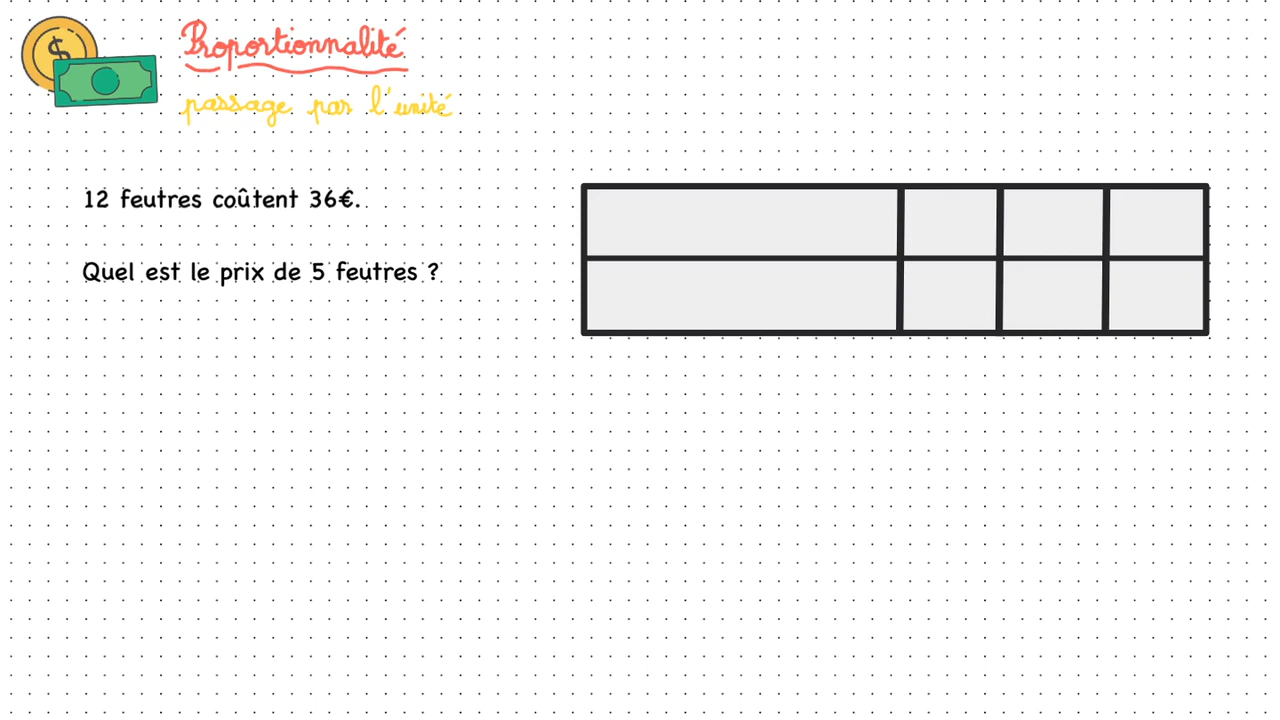 Proportionnalité
passage par l'unité
12 feutres coûtent 36€.
Quel est le prix de 5 feutres ?